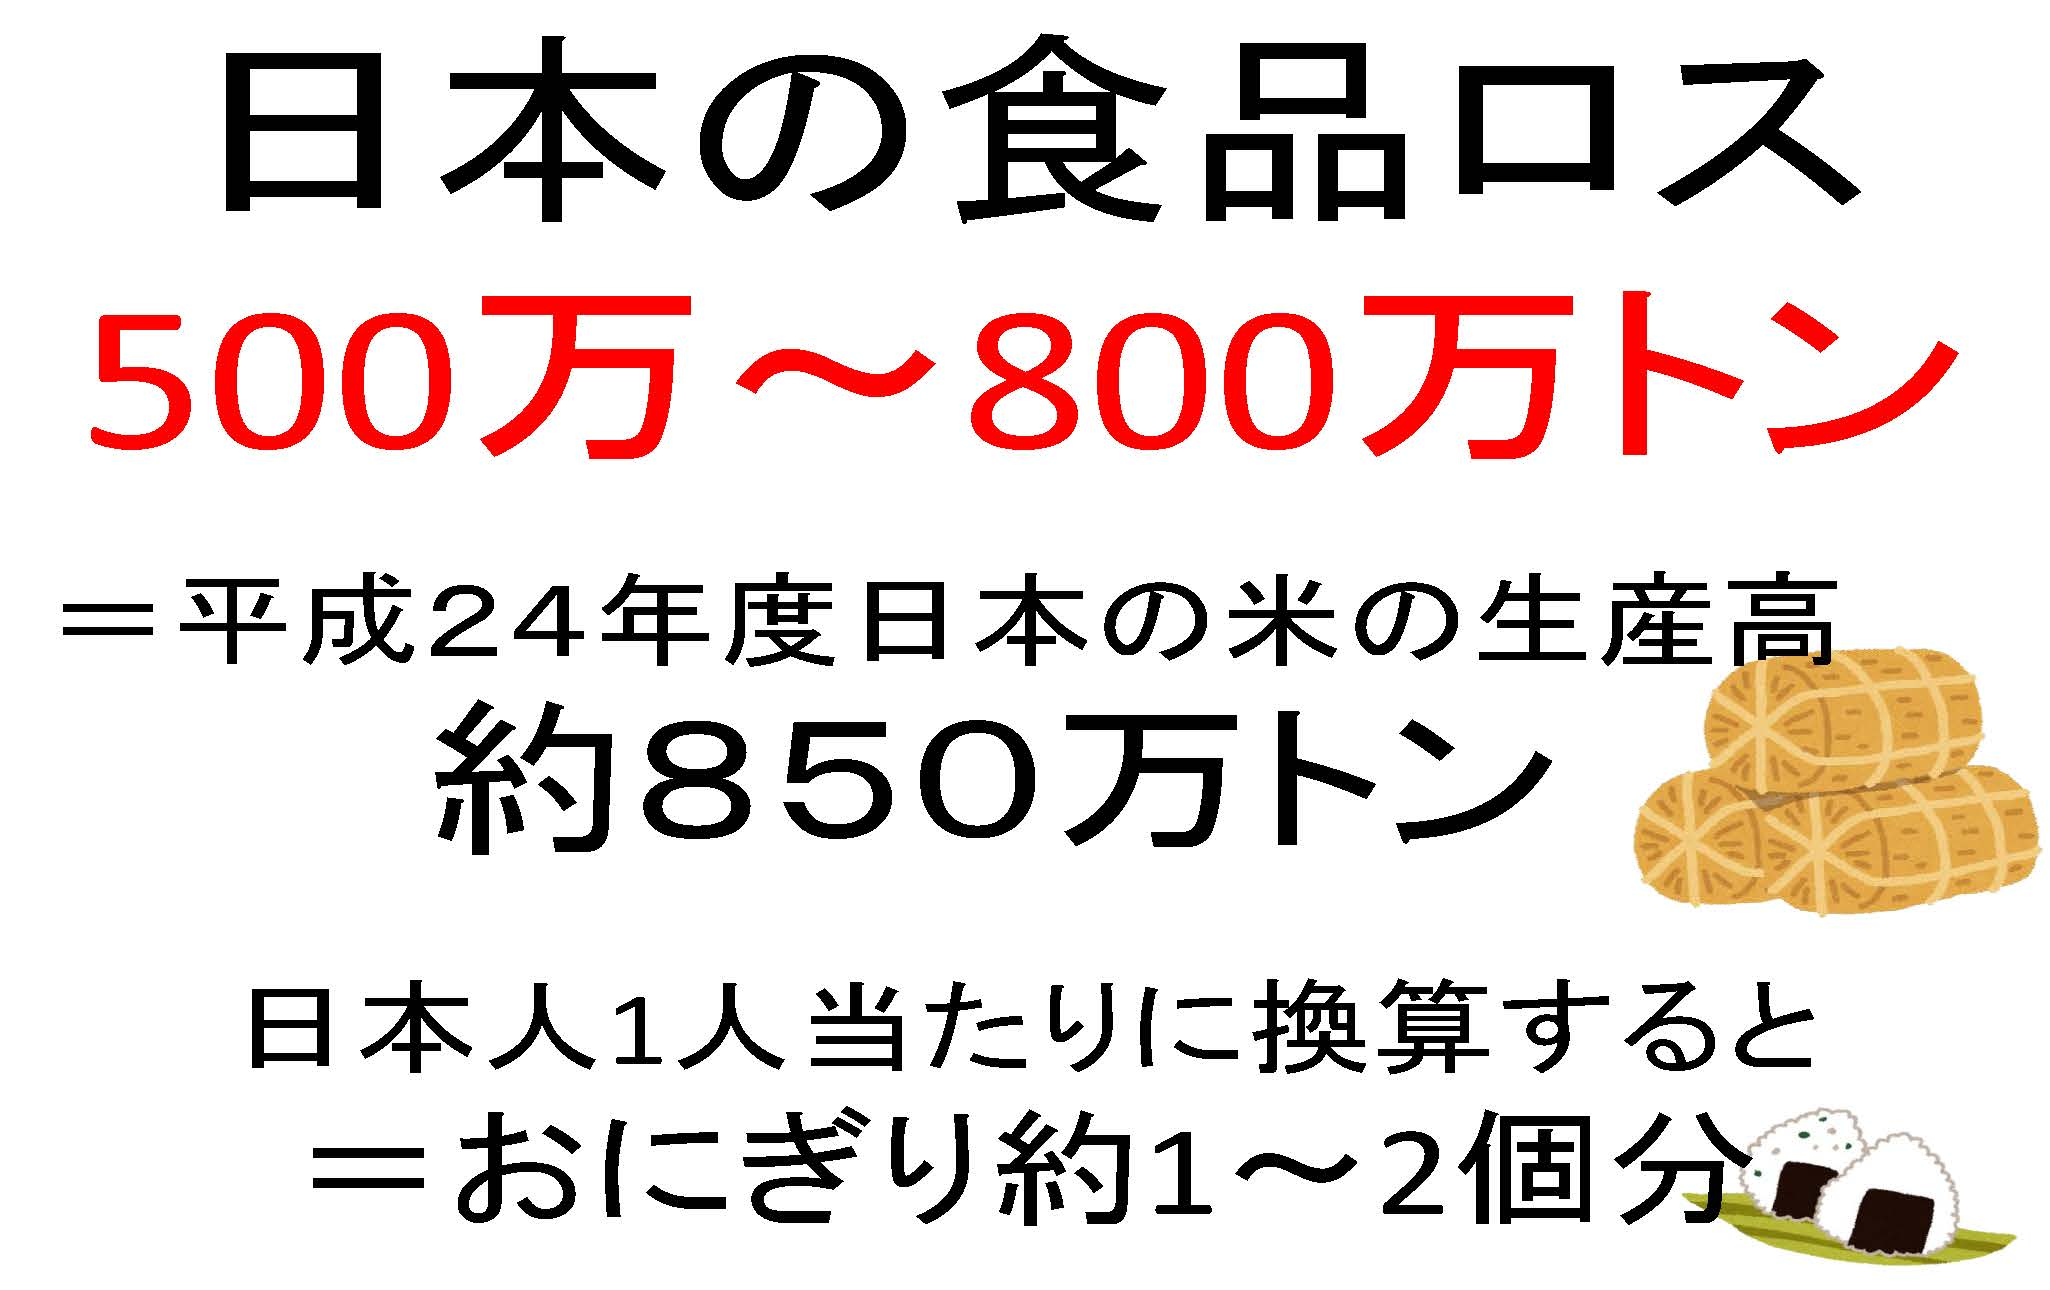 日本の食品ロス
500万～800万トン
＝平成２４年度日本の米の生産高
約８５０万トン
日本人1人当たりに換算すると
＝おにぎり約1～2個分